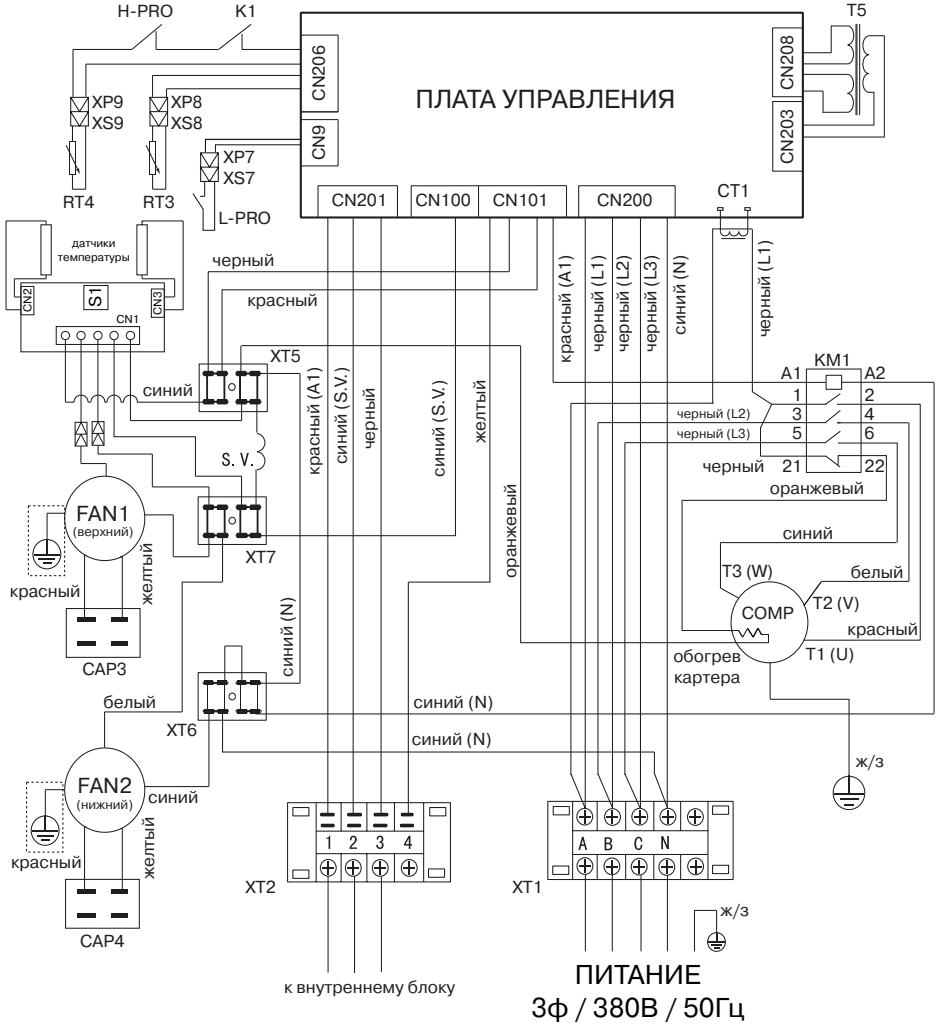 H-PRO
K1
T5
CN206
CN208
ПЛАТА УПРАВЛЕНИЯ
XP9
XS9
XP8
XS8
CN9
CN203
XP7
XS7
RT4
RT3
L-PRO
CN201
CN100
CN101
CN200
CT1
датчики
температуры
черный
красный
CN2
S1
CN3
CN1
красный (A1)
черный (L1)
черный (L2)
черный (L3)
синий (N)
черный (L1)
XT5
синий
KM1
A1
A2
1
2
черный (L2)
3
4
черный (L3)
5
6
черный
21
22
красный (A1)
синий (S.V.)
черный
синий (S.V.)
желтый
S.V.
оранжевый
оранжевый
FAN1
(верхний)
синий
XT7
красный
желтый
T3 (W)
белый
COMP
T2 (V)
красный
T1 (U)
обогрев
картера
CAP3
синий (N)
белый
синий (N)
XT6
синий (N)
ж/з
FAN2
(нижний)
синий
красный
желтый
1
2
3
4
A
B
C
N
XT2
XT1
CAP4
ж/з
к внутреннему блоку
ПИТАНИЕ
3ф / 380В / 50Гц